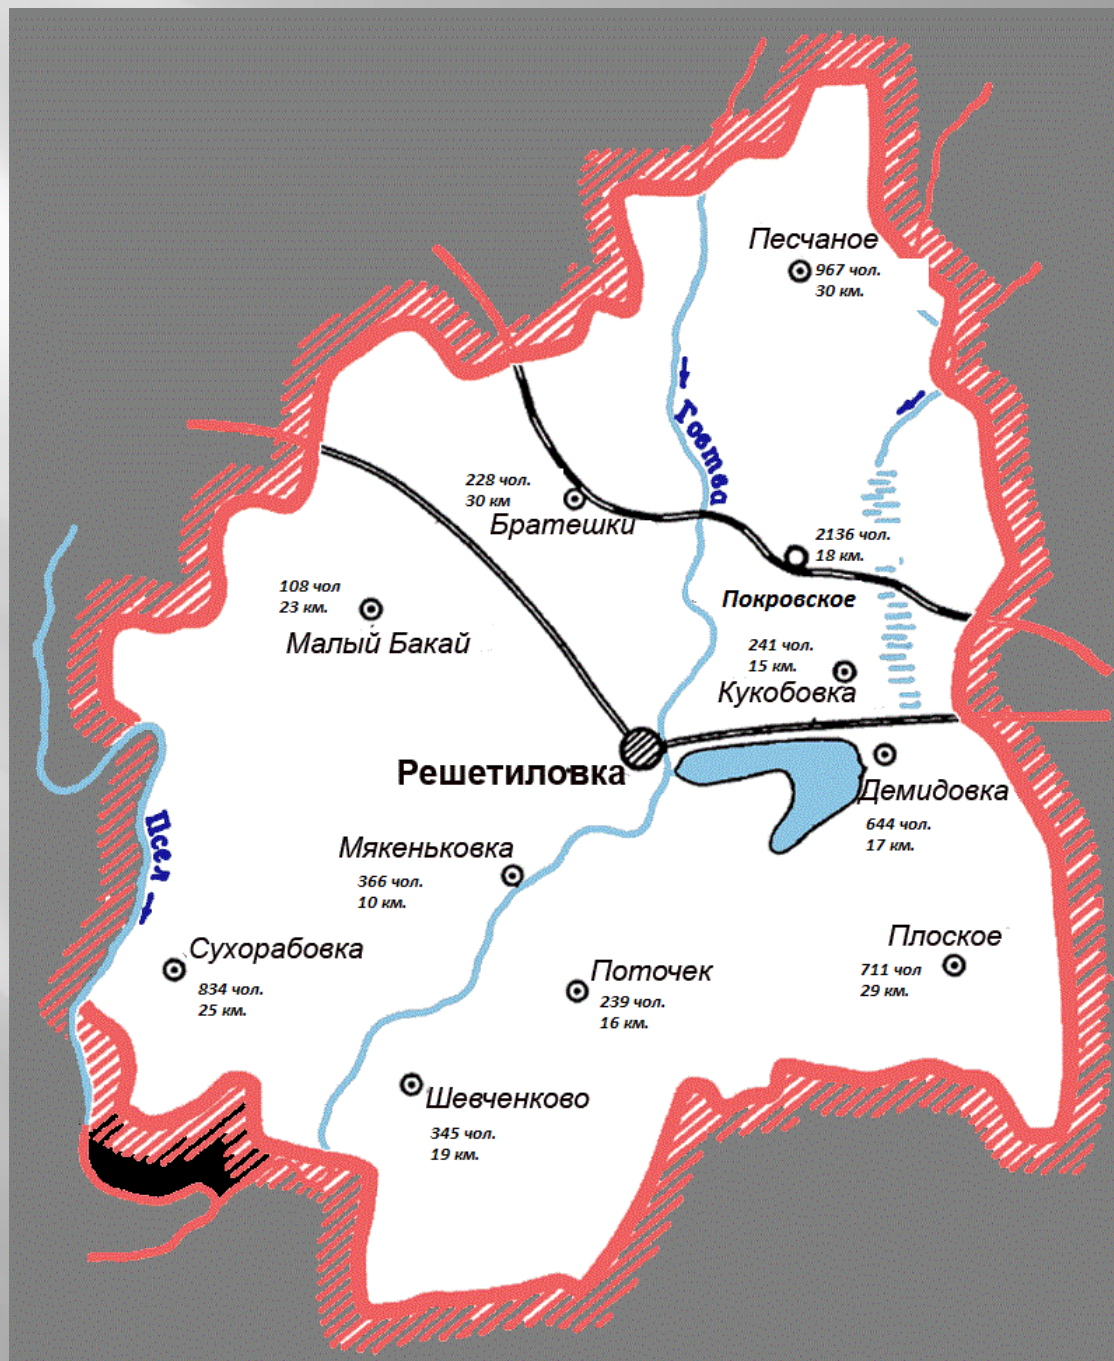 Песчаное
967 чол.
30 км.
Говтва
228 чол.
30 км
Братешки
2136 чол.
18 км.
Покровское
108 чол
23 км.
Малый Бакай
241 чол.
15 км.
Кукобовка
Решетиловка
Демидовка
644 чол.
17 км.
Псел
Мякеньковка
366 чол.
10 км.
Сухорабовка
834 чол.
25 км.
Поточек
239 чол.
16 км.
Плоское
711 чол
29 км.
Шевченково
345 чол.
19 км.